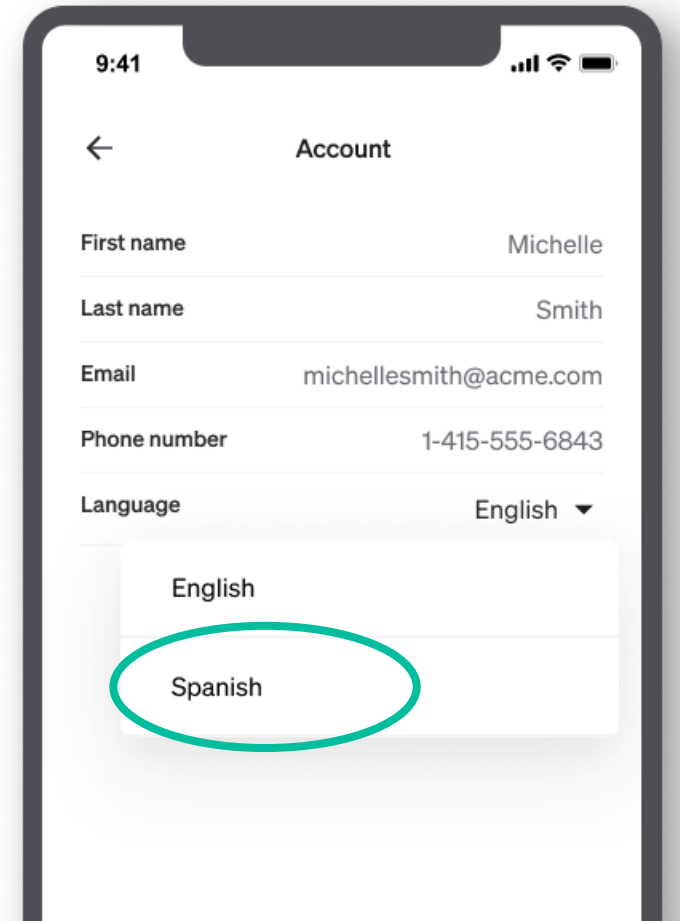 9:41
Account
First name Michelle
Last name Smith
Email michellesmith@acme.com
Phone number 1-415-555-6843
Language English
English
Spanish